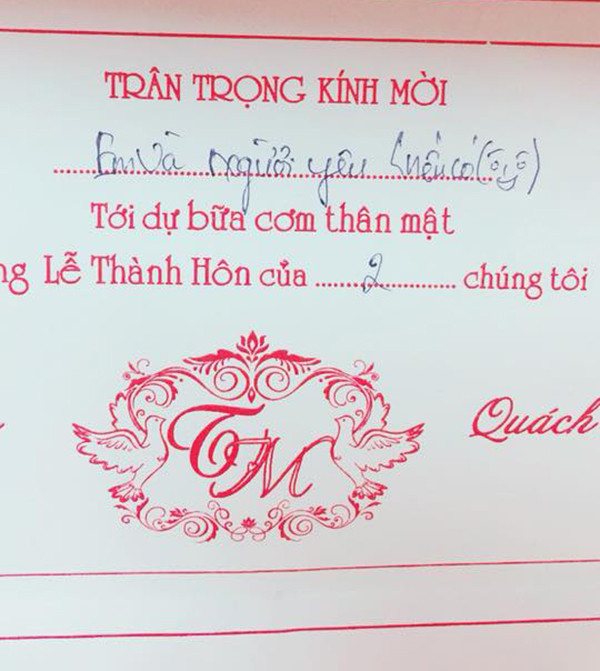 TRÂN TRỌNG KÍNH MỜI
Em và người yêu (nếu có)
Tới dự bữa cơm thân mật
ng Lễ Thành Hôn của 2 chúng tôi
TM
Quách